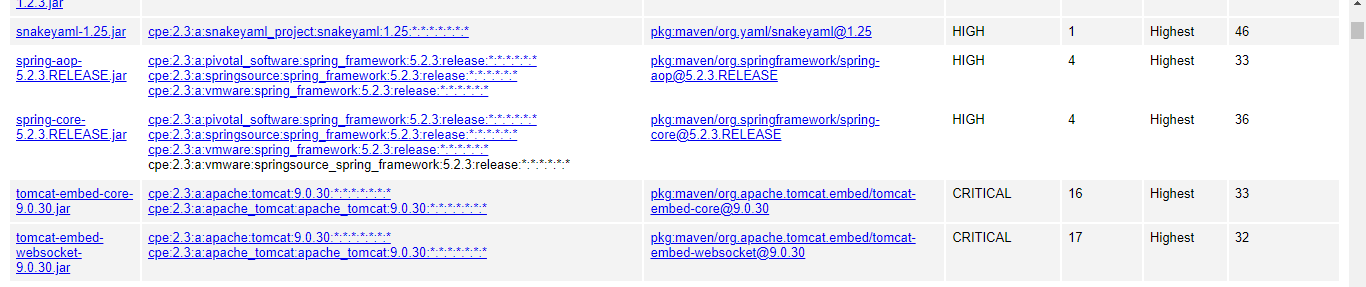 1.2.3.jar
snakeyaml-1.25.jar cpe:2.3:a:snakeyaml_project:snakeyaml:1.25:*:*:*:*:*:*:* pkg:maven/org.yaml/snakeyaml@1.25 HIGH 1 Highest 46
spring-aop- cpe:2.3:a:pivotal_software:spring_framework:5.2.3:release:*:*:*:*:*:* pkg:maven/org.springframework/spring- HIGH 4 Highest 33
5.2.3.RELEASE.jar cpe:2.3:a:springsource:spring_framework:5.2.3:release:*:*:*:*:*:* aop@5.2.3.RELEASE
cpe:2.3:a:vmware:spring_framework:5.2.3:release:*:*:*:*:*:*
spring-core- cpe:2.3:a:pivotal_software:spring_framework:5.2.3:release:*:*:*:*:*:* pkg:maven/org.springframework/spring- HIGH 4 Highest 36
5.2.3.RELEASE.jar cpe:2.3:a:springsource:spring_framework:5.2.3:release:*:*:*:*:*:* core@5.2.3.RELEASE
cpe:2.3:a:vmware:spring_framework:5.2.3:release:*:*:*:*:*:*
cpe:2.3:a:vmware:springsource_spring_framework:5.2.3:release:*:*:*:*:*:*
tomcat-embed-core- cpe:2.3:a:apache:tomcat:9.0.30:*:*:*:*:*:*:* pkg:maven/org.apache.tomcat.embed/tomcat- CRITICAL 16 Highest 33
9.0.30.jar cpe:2.3:a:apache_tomcat:apache_tomcat:9.0.30:*:*:*:*:*:*:* embed-core@9.0.30
tomcat-embed- cpe:2.3:a:apache:tomcat:9.0.30:*:*:*:*:*:*:* pkg:maven/org.apache.tomcat.embed/tomcat- CRITICAL 17 Highest 32
websocket- cpe:2.3:a:apache_tomcat:apache_tomcat:9.0.30:*:*:*:*:*:*:* embed-websocket@9.0.30
9.0.30.jar